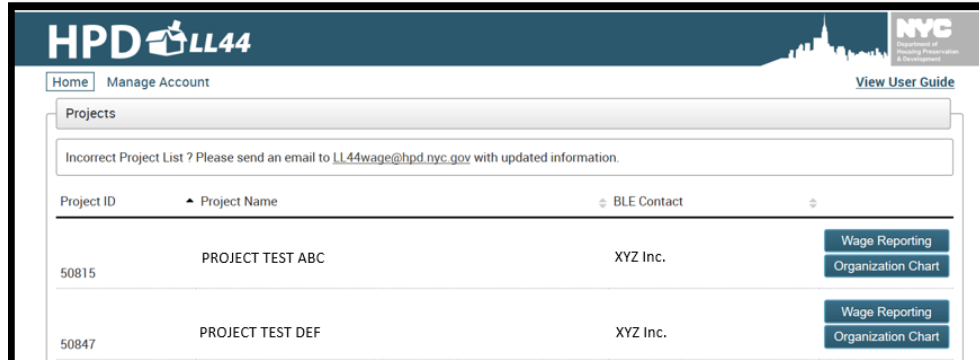 HPD LL44
NYC
Department of
Housing Preservation
& Development
Home Manage Account View User Guide
Projects
Incorrect Project List ? Please send an email to LL44wage@hpd.nyc.gov with updated information.
Project ID Project Name BLE Contact
Wage Reporting
PROJECT TEST ABC XYZ Inc.
50815 Organization Chart
Wage Reporting
PROJECT TEST DEF XYZ Inc.
50847 Organization Chart